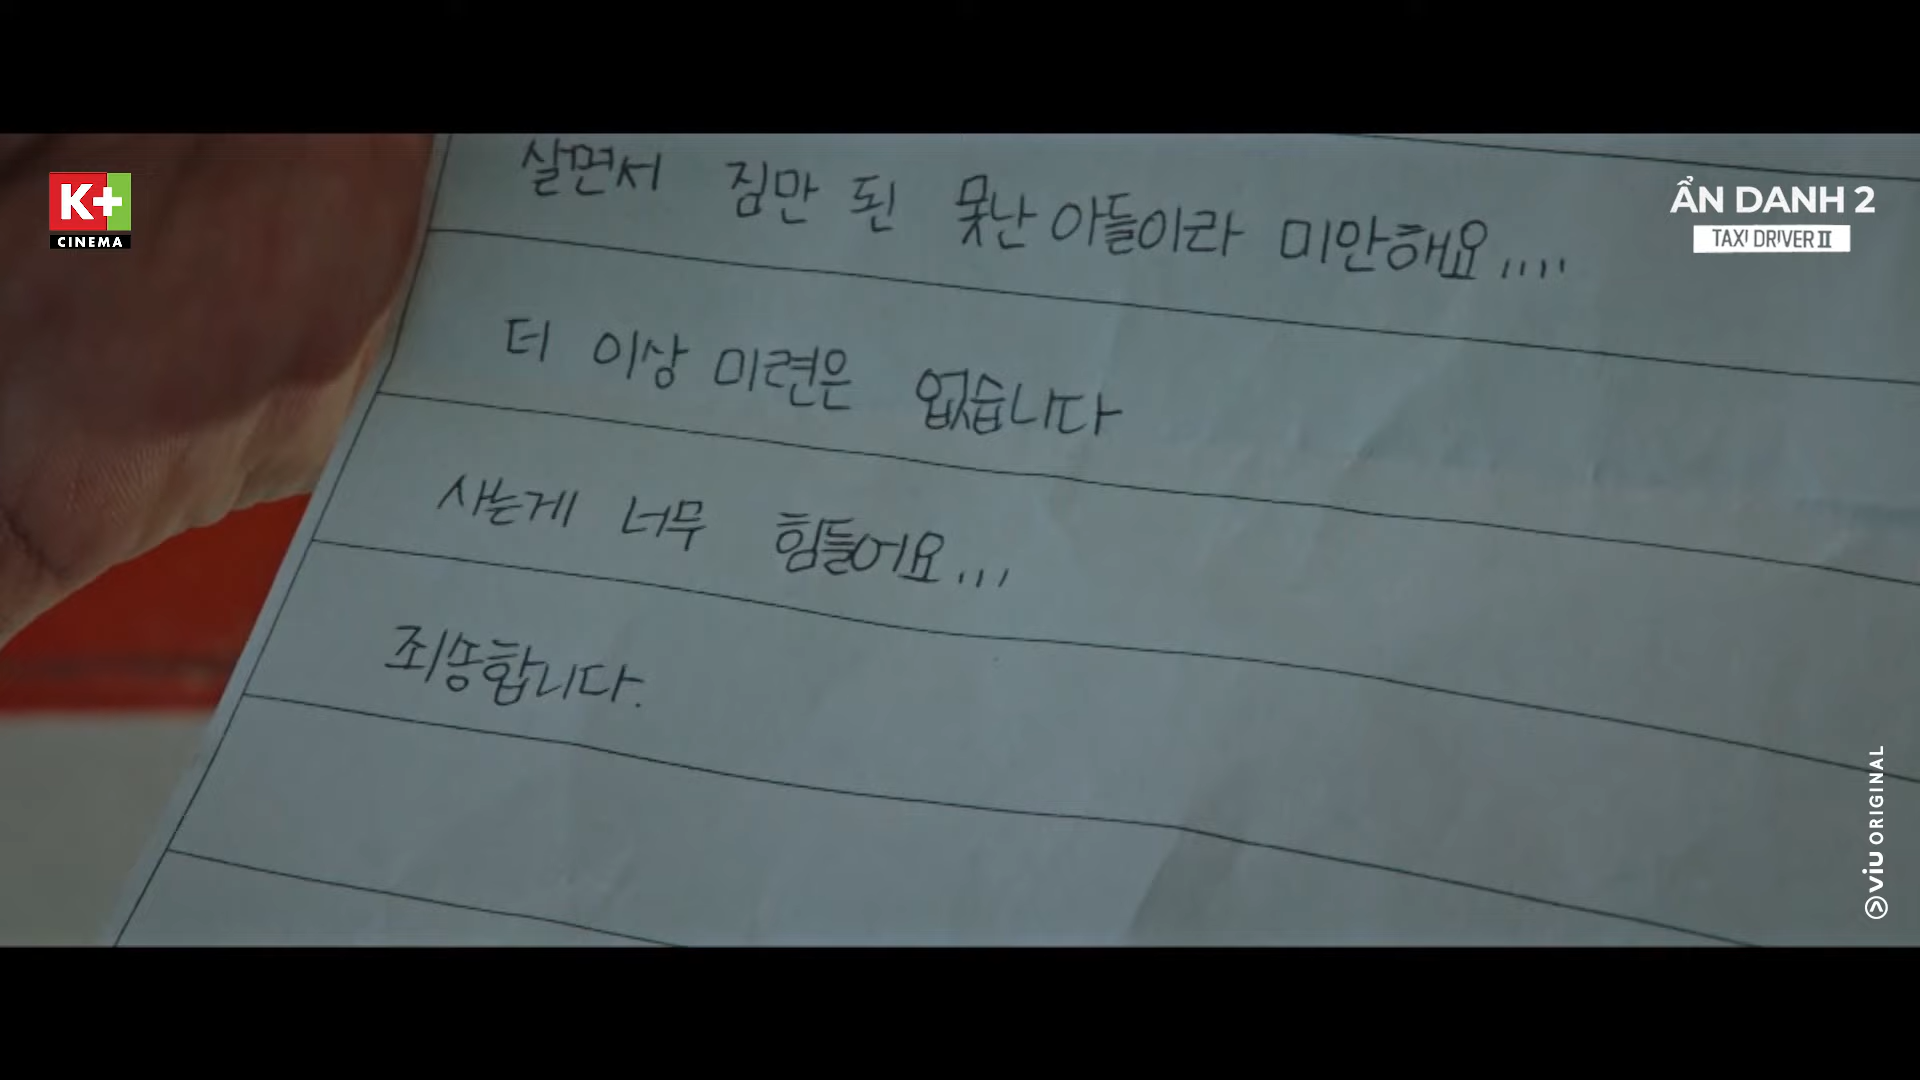 K+
CINEMA
ẨN DANH 2
TAXI DRIVER II
살면서 짐만 된 못난 아들이라 미안해요....
더 이상 미련은 없습니다
사는게 너무 힘들어요...
죄송합니다.
viu ORIGINAL